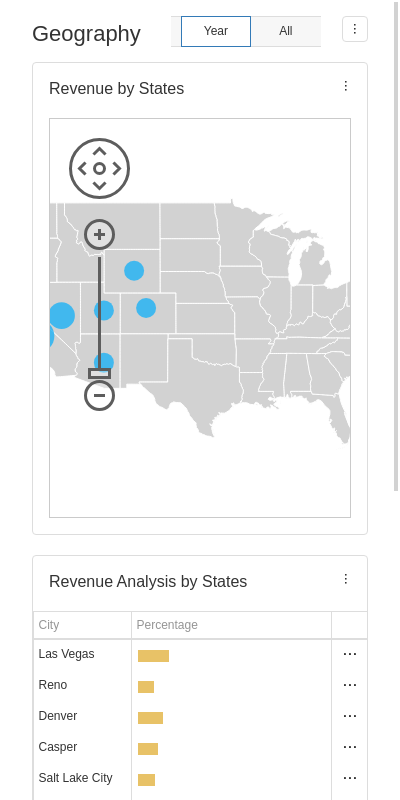 Geography
Year
All
Revenue by States
Revenue Analysis by States
City
Percentage
Las Vegas
Reno
Denver
Casper
Salt Lake City